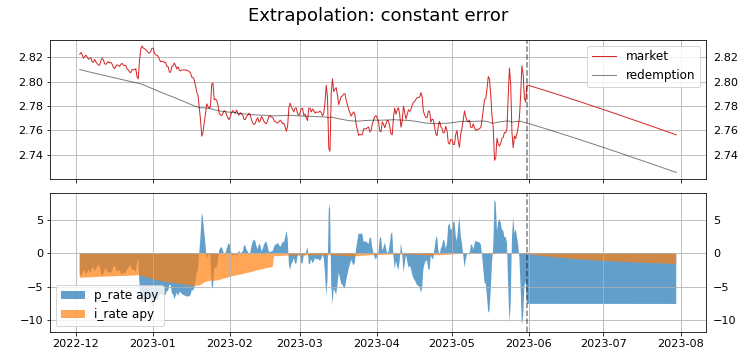 Extrapolation: constant error
2.82 2.82
2.80 2.80
2.78 2.78
2.76 2.76
2.74 2.74
market
redemption
5 5
0 0
−5 −5
−10 −10
p_rate apy
i_rate apy
2022-12 2023-01 2023-02 2023-03 2023-04 2023-05 2023-06 2023-07 2023-08